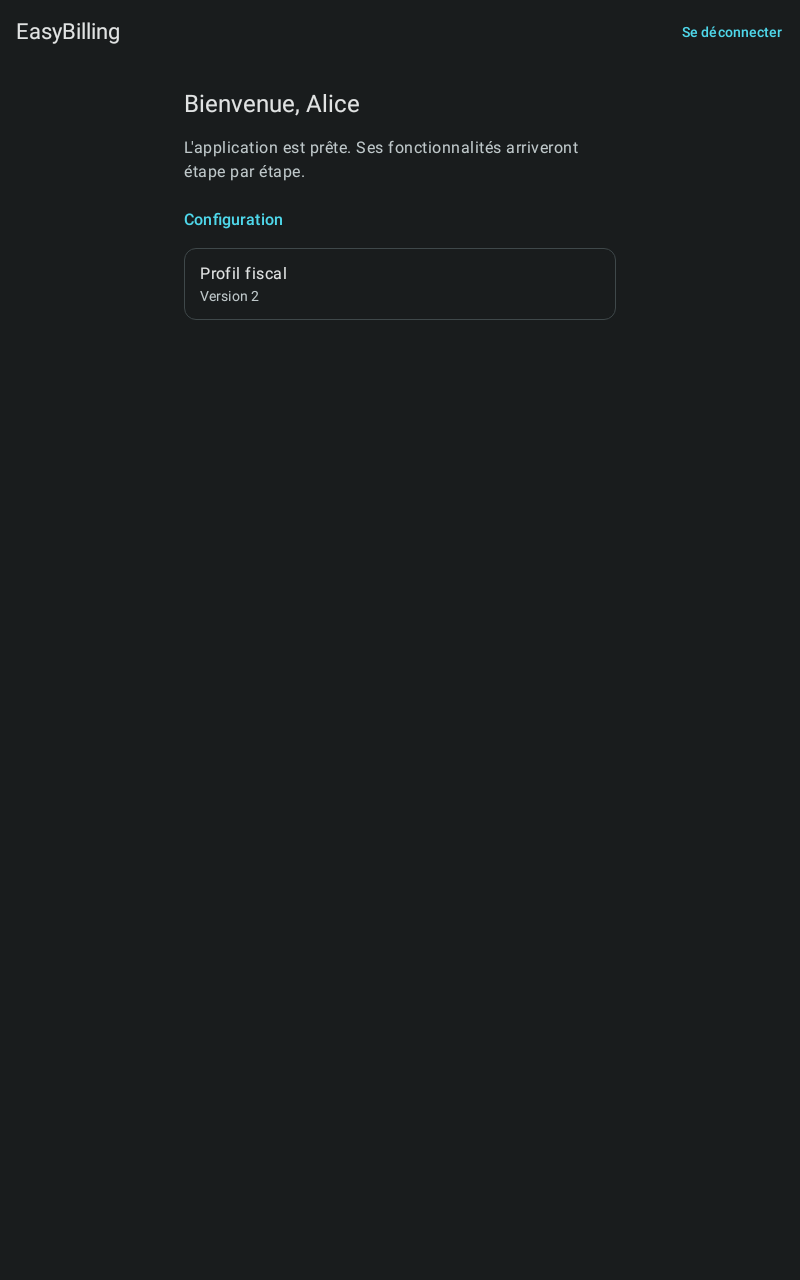 EasyBilling
Se déconnecter
Bienvenue, Alice
L'application est prête. Ses fonctionnalités arriveront
étape par étape.
Configuration
Profil fiscal
Version 2